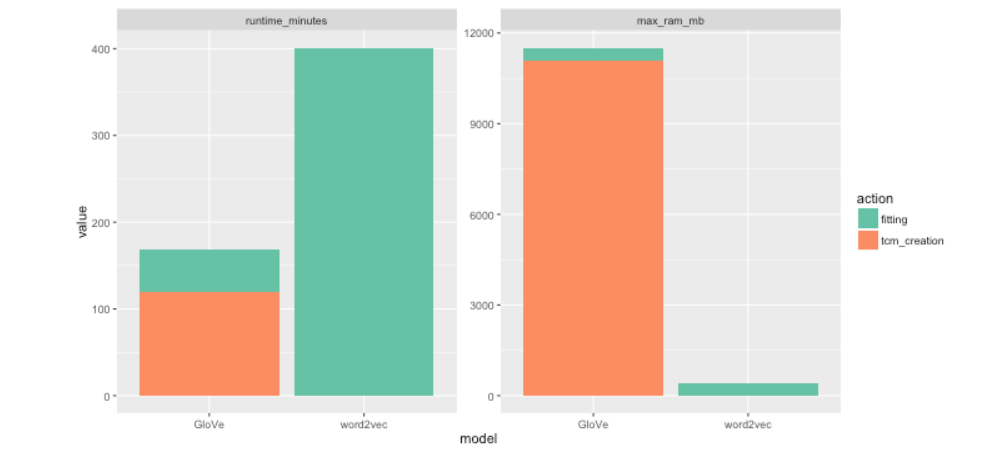 runtime_minutes
max_ram_mb
value
400
300
200
100
0
12000
9000
6000
3000
0
GloVe
word2vec
GloVe
word2vec
model
action
fitting
tcm_creation